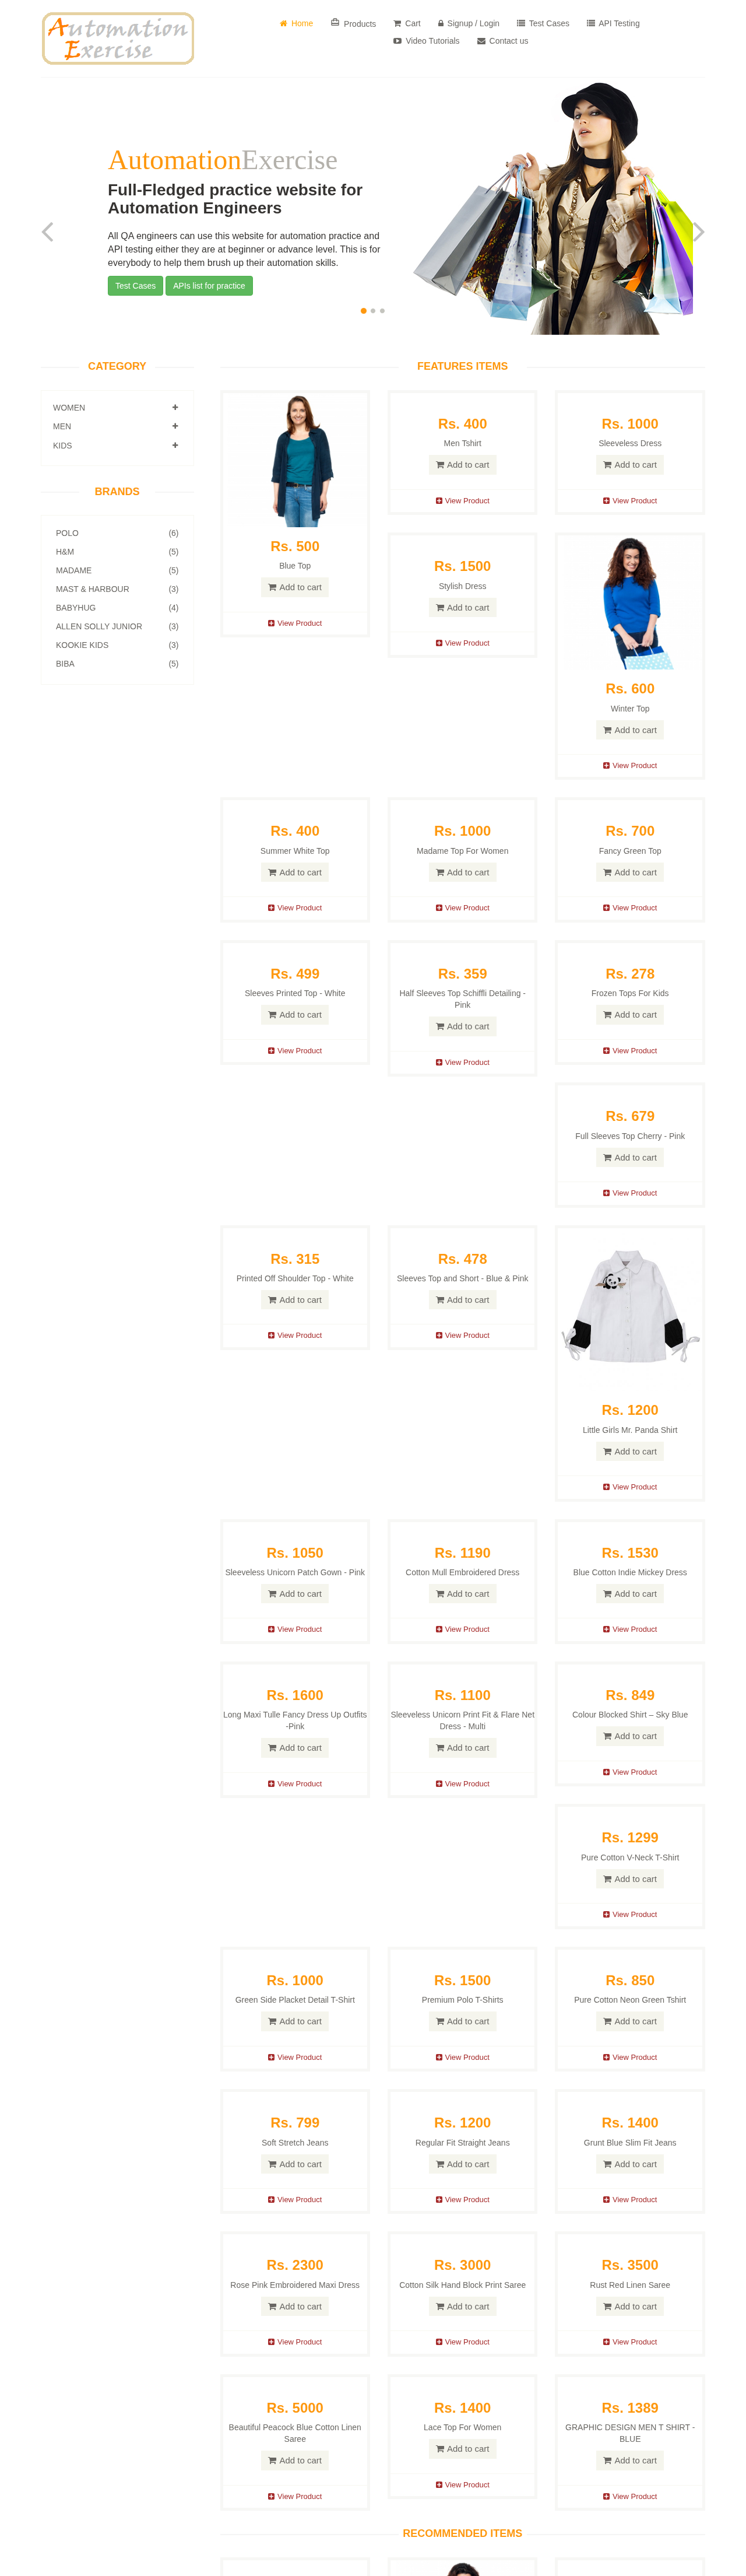 Automation
Exercise
Home
Products
Cart
Signup / Login
Test Cases
API Testing
Video Tutorials
Contact us
AutomationExercise
Full-Fledged practice website for
Automation Engineers
All QA engineers can use this website for automation practice and
API testing either they are at beginner or advance level. This is for
everybody to help them brush up their automation skills.
Test Cases
APIs list for practice
CATEGORY
WOMEN
MEN
KIDS
BRANDS
POLO (6)
H&M (5)
MADAME (5)
MAST & HARBOUR (3)
BABYHUG (4)
ALLEN SOLLY JUNIOR (3)
KOOKIE KIDS (3)
BIBA (5)
FEATURES ITEMS
Rs. 500
Blue Top
Add to cart
View Product
Rs. 400
Men Tshirt
Add to cart
View Product
Rs. 1000
Sleeveless Dress
Add to cart
View Product
Rs. 1500
Stylish Dress
Add to cart
View Product
Rs. 600
Winter Top
Add to cart
View Product
Rs. 400
Summer White Top
Add to cart
View Product
Rs. 1000
Madame Top For Women
Add to cart
View Product
Rs. 700
Fancy Green Top
Add to cart
View Product
Rs. 499
Sleeves Printed Top - White
Add to cart
View Product
Rs. 359
Half Sleeves Top Schiffli Detailing -
Pink
Add to cart
View Product
Rs. 278
Frozen Tops For Kids
Add to cart
View Product
Rs. 679
Full Sleeves Top Cherry - Pink
Add to cart
View Product
Rs. 315
Printed Off Shoulder Top - White
Add to cart
View Product
Rs. 478
Sleeves Top and Short - Blue & Pink
Add to cart
View Product
Rs. 1200
Little Girls Mr. Panda Shirt
Add to cart
View Product
Rs. 1050
Sleeveless Unicorn Patch Gown - Pink
Add to cart
View Product
Rs. 1190
Cotton Mull Embroidered Dress
Add to cart
View Product
Rs. 1530
Blue Cotton Indie Mickey Dress
Add to cart
View Product
Rs. 1600
Long Maxi Tulle Fancy Dress Up Outfits
-Pink
Add to cart
View Product
Rs. 1100
Sleeveless Unicorn Print Fit & Flare Net
Dress - Multi
Add to cart
View Product
Rs. 849
Colour Blocked Shirt – Sky Blue
Add to cart
View Product
Rs. 1299
Pure Cotton V-Neck T-Shirt
Add to cart
View Product
Rs. 1000
Green Side Placket Detail T-Shirt
Add to cart
View Product
Rs. 1500
Premium Polo T-Shirts
Add to cart
View Product
Rs. 850
Pure Cotton Neon Green Tshirt
Add to cart
View Product
Rs. 799
Soft Stretch Jeans
Add to cart
View Product
Rs. 1200
Regular Fit Straight Jeans
Add to cart
View Product
Rs. 1400
Grunt Blue Slim Fit Jeans
Add to cart
View Product
Rs. 2300
Rose Pink Embroidered Maxi Dress
Add to cart
View Product
Rs. 3000
Cotton Silk Hand Block Print Saree
Add to cart
View Product
Rs. 3500
Rust Red Linen Saree
Add to cart
View Product
Rs. 5000
Beautiful Peacock Blue Cotton Linen
Saree
Add to cart
View Product
Rs. 1400
Lace Top For Women
Add to cart
View Product
Rs. 1389
GRAPHIC DESIGN MEN T SHIRT -
BLUE
Add to cart
View Product
RECOMMENDED ITEMS